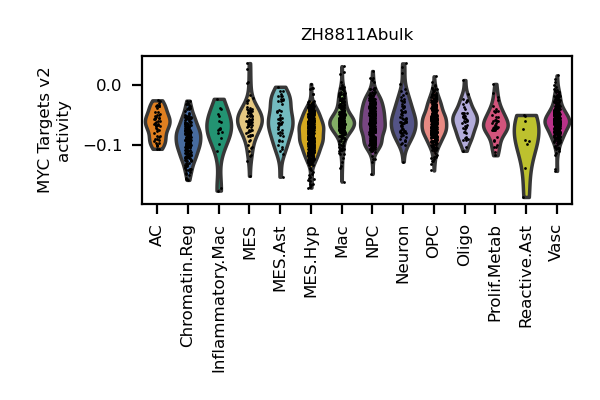 ZH8811Abulk
MYC Targets v2
activity
0.0
−0.1
AC
Chromatin.Reg
Inflammatory.Mac
MES
MES.Ast
MES.Hyp
Mac
NPC
Neuron
OPC
Oligo
Prolif.Metab
Reactive.Ast
Vasc